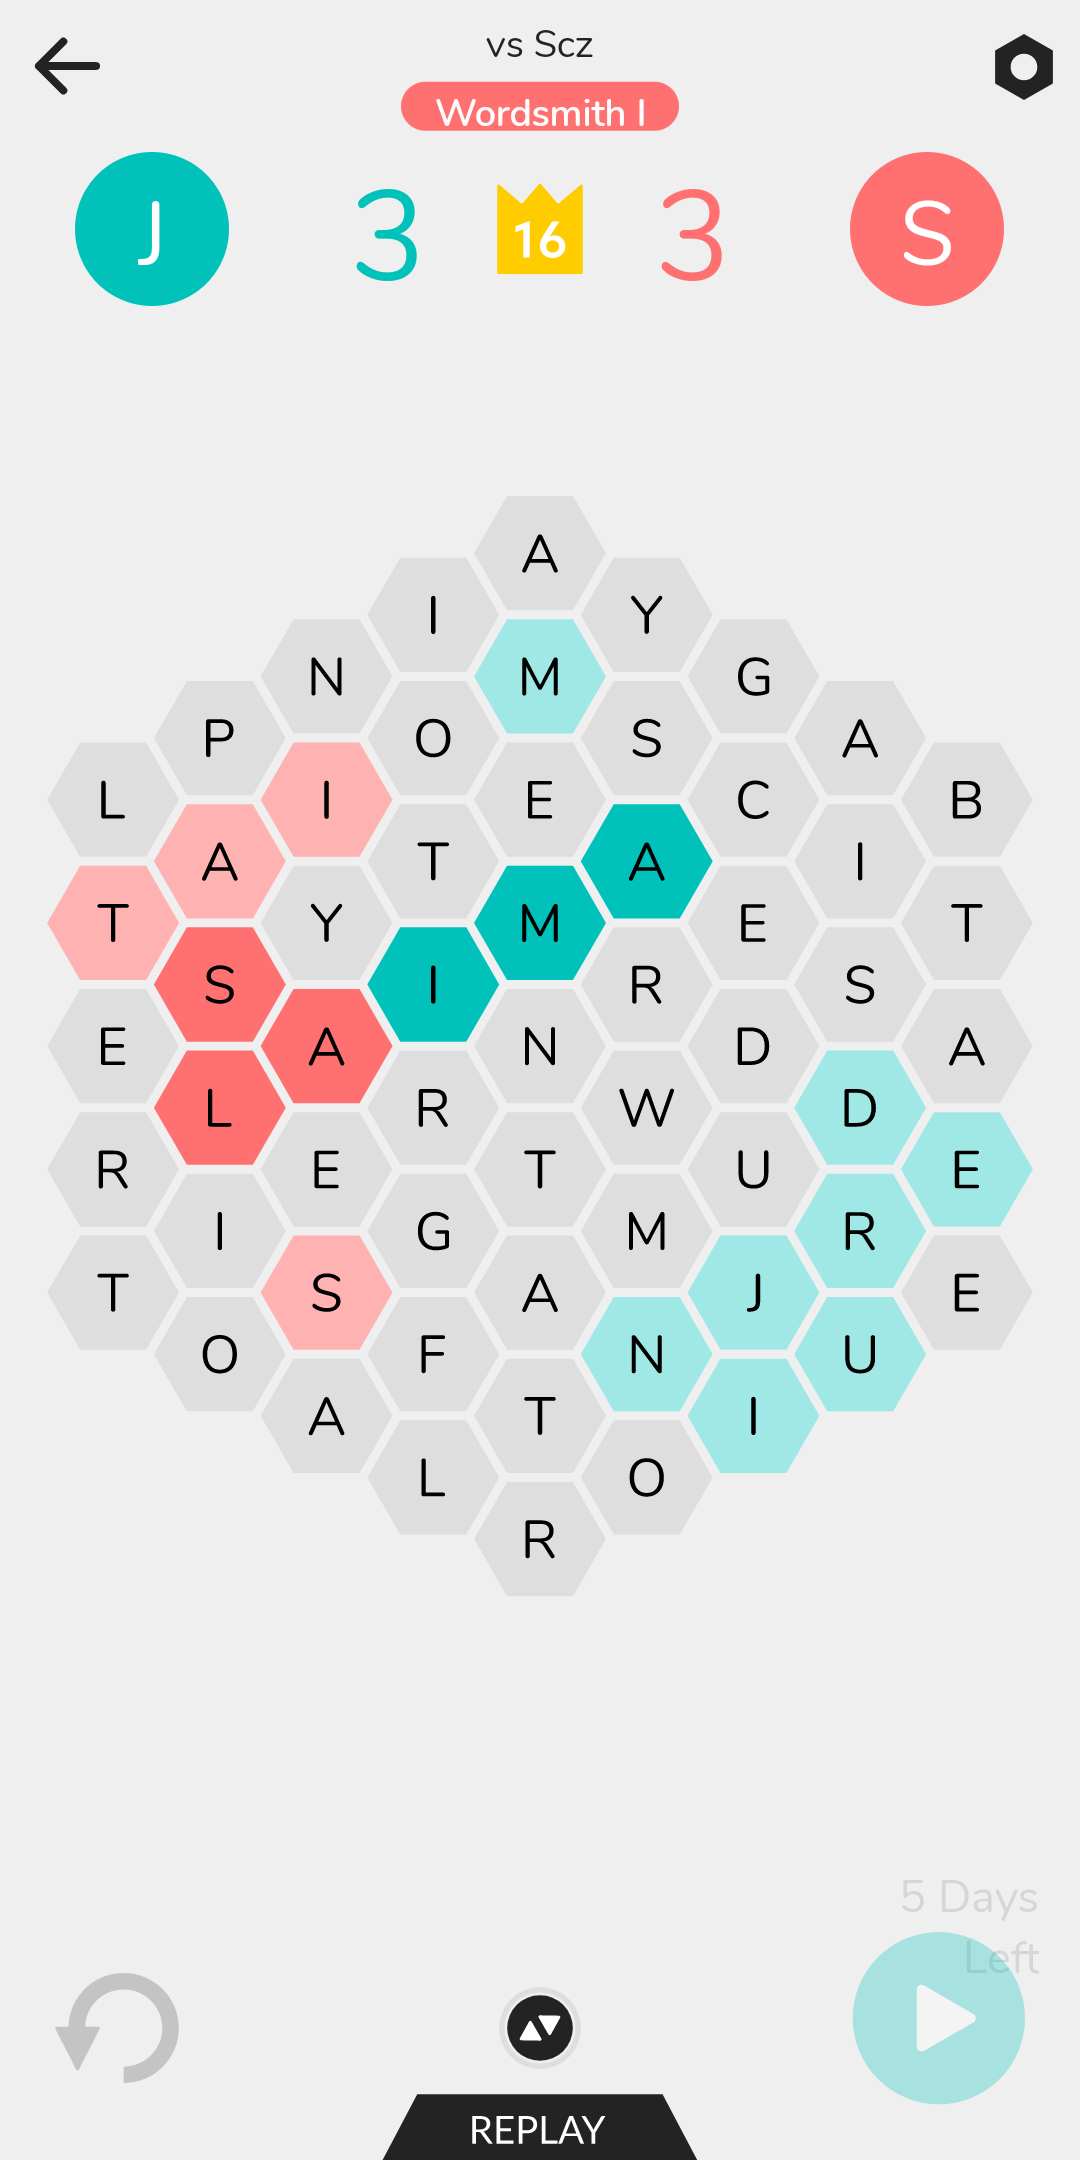 vs Scz
Wordsmith I
J 3 16 3 S
A
I Y
N M G
P O S A
L I E C B
A T A I
T Y M E T
S I R S
E A N D A
L R W D
R E T U E
I G M R
T S A J E
O F N U
A T I
L O
R
5 Days
Left
REPLAY